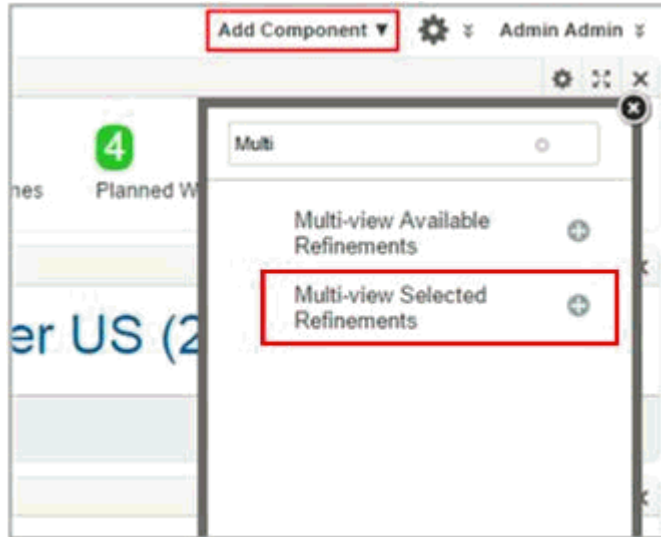 Add Component ▼ Admin Admin
4
nes Planned W
Multi
Multi-view Available
Refinements
Multi-view Selected
Refinements
er US (2